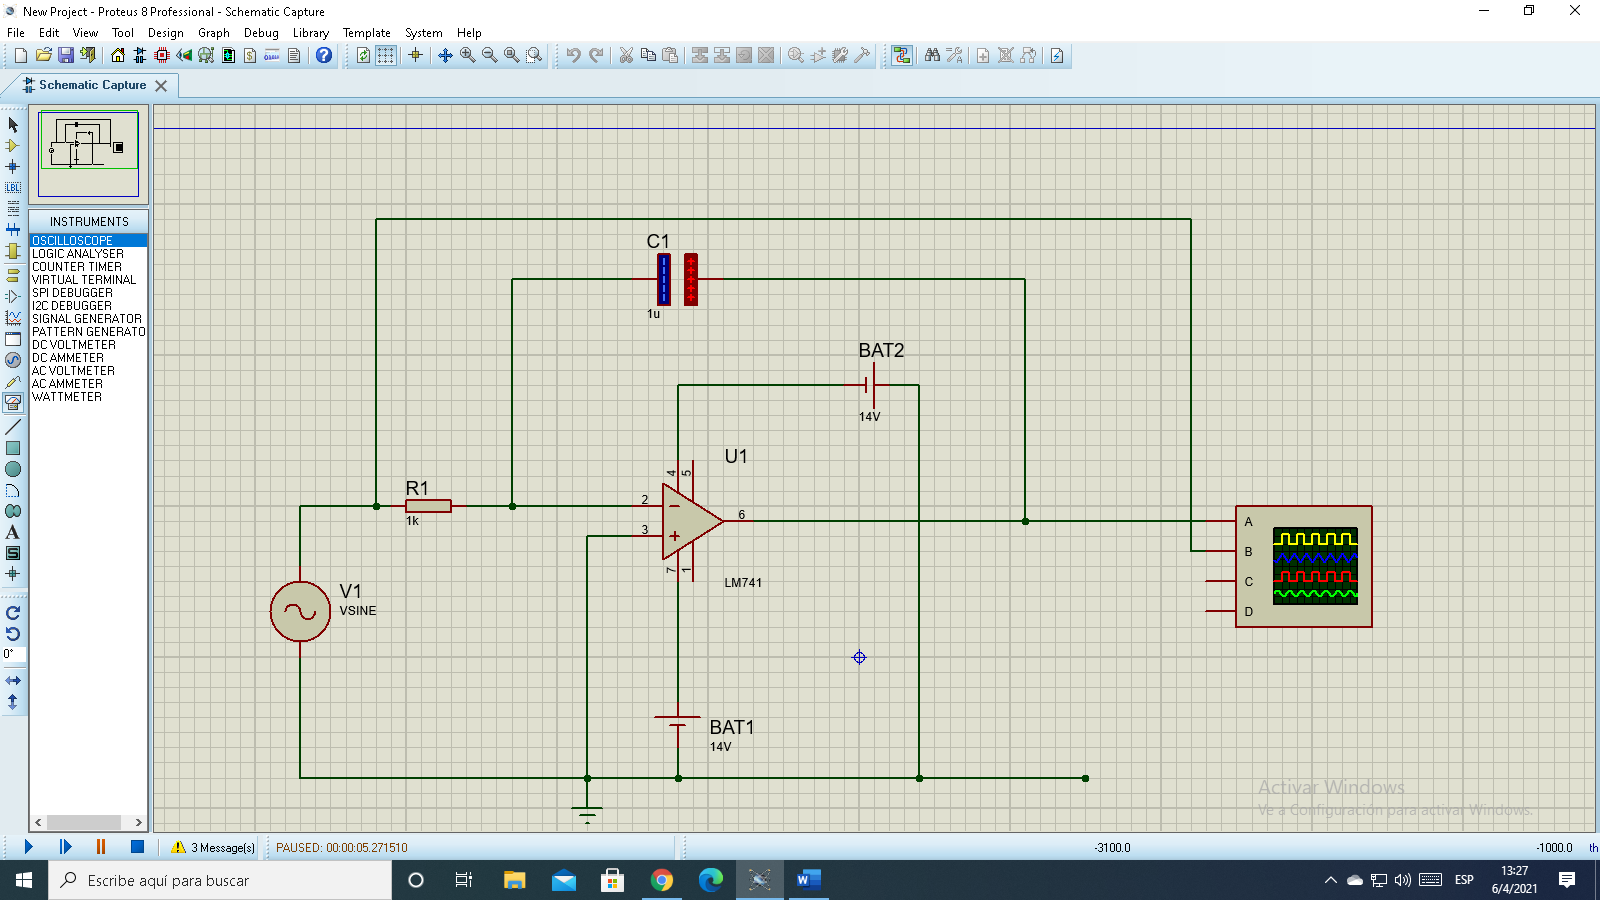 New Project - Proteus 8 Professional - Schematic Capture
File Edit View Tool Design Graph Debug Library Template System Help
Schematic Capture
INSTRUMENTS
OSCILLOSCOPE
LOGIC ANALYSER
COUNTER TIMER
VIRTUAL TERMINAL
SPI DEBUGGER
I2C DEBUGGER
SIGNAL GENERATOR
PATTERN GENERATO
DC VOLTMETER
DC AMMETER
AC VOLTMETER
AC AMMETER
WATTMETER
LBL
A
S
0°
C1
1u
BAT2
14V
U1
4 5
R1
1k
2
3
6
7 1
LM741
V1
VSINE
BAT1
14V
A
B
C
D
Activar Windows
Ve a Configuración para activar Windows.
3 Message(s)
PAUSED: 00:00:05.271510
-3100.0
-1000.0
th
Escribe aquí para buscar
ESP
13:27
6/4/2021